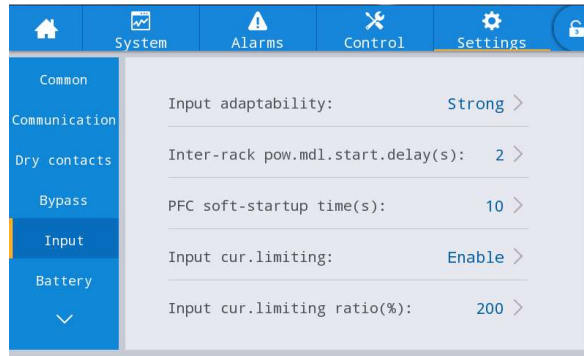 System Alarms Control Settings
Common
Communication
Dry contacts
Bypass
Input
Battery
Input adaptability: Strong
Inter-rack pow.mdl.start.delay(s): 2
PFC soft-startup time(s): 10
Input cur.limiting: Enable
Input cur.limiting ratio(%): 200